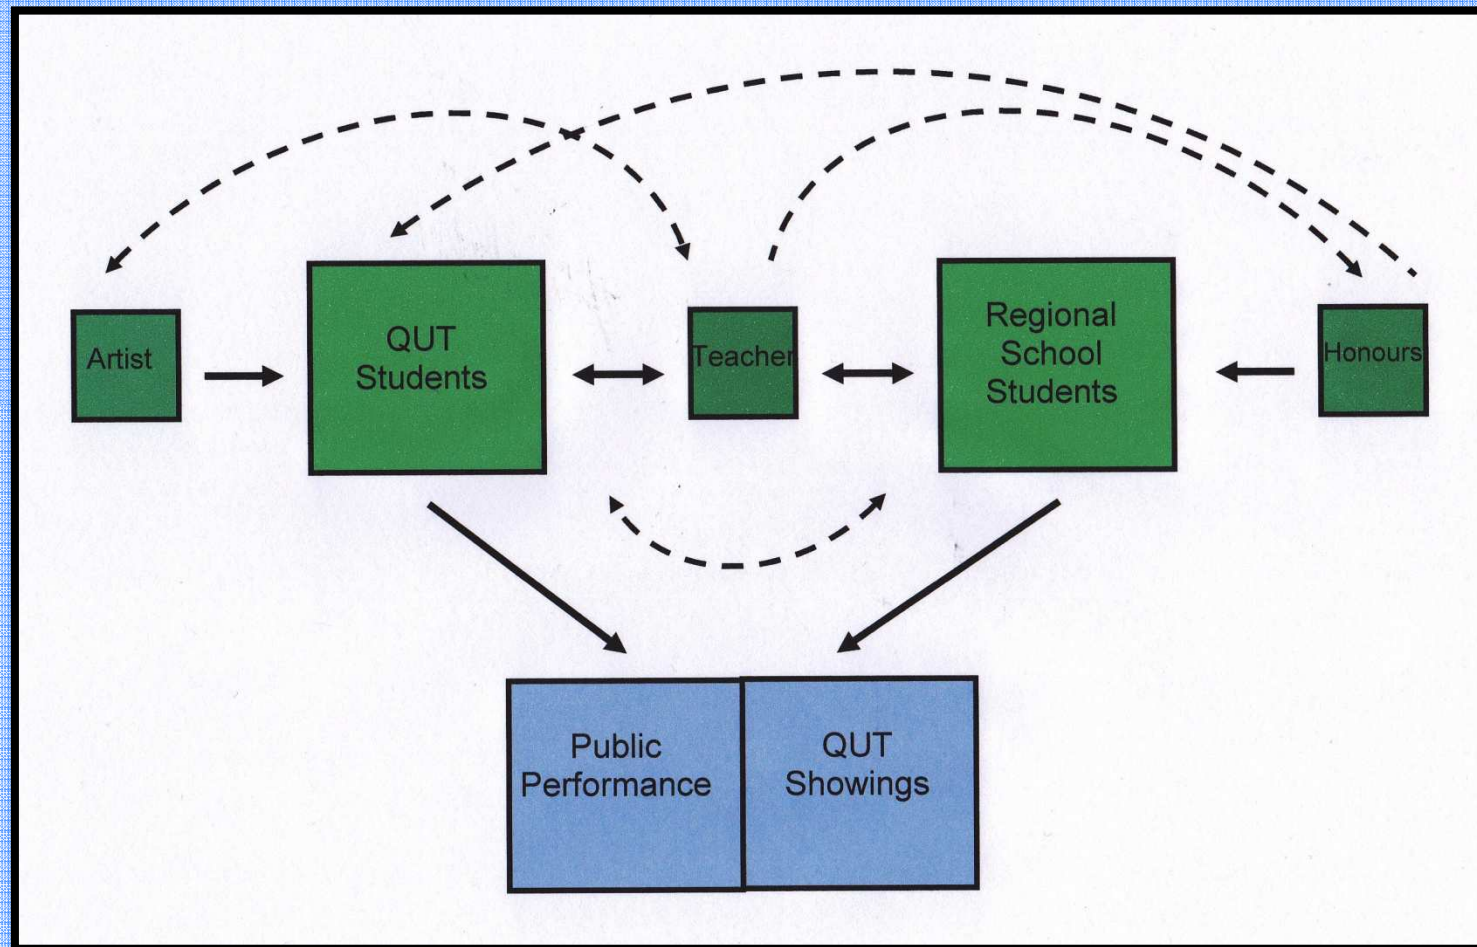 Artist
QUT
Students
Teacher
Regional
School
Students
Honours
Public
Performance
QUT
Showings